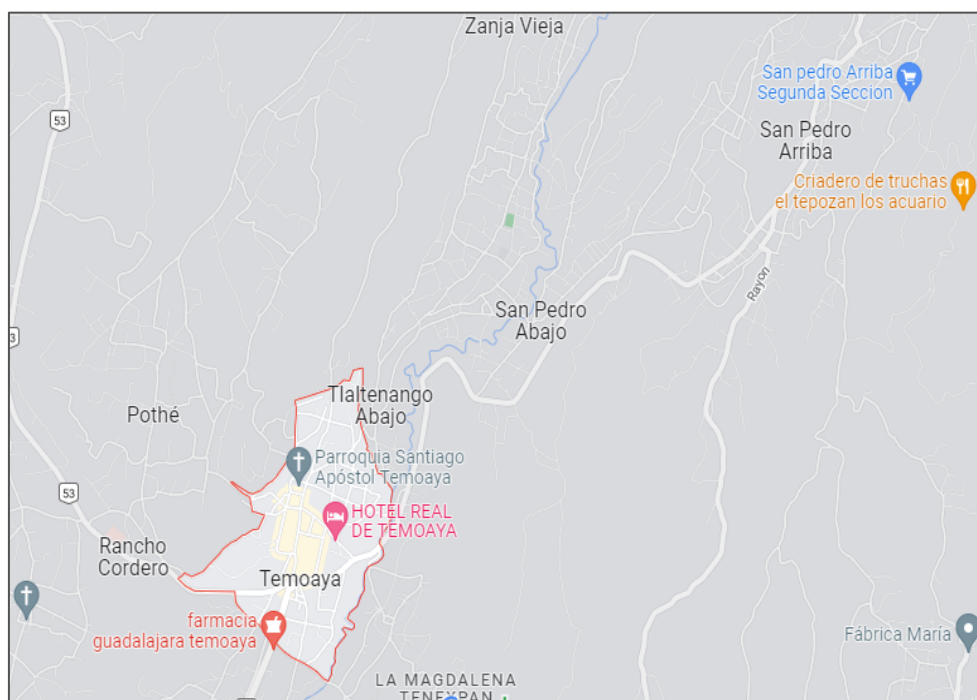 Zanja Vieja
San pedro Arriba
Segunda Sección
53
San Pedro
Arriba
Criadero de truchas
el tepozan los acuario
Rayon
San Pedro
Abajo
3
Tlaltenango
Abajo
Pothé
Parroquia Santiago
Apóstol Temoaya
53
HOTEL REAL
DE TEMOAYA
Rancho
Cordero
Temoaya
farmacia
guadalajara temoaya
Fábrica María
LA MAGDALENA
TENEXPAN